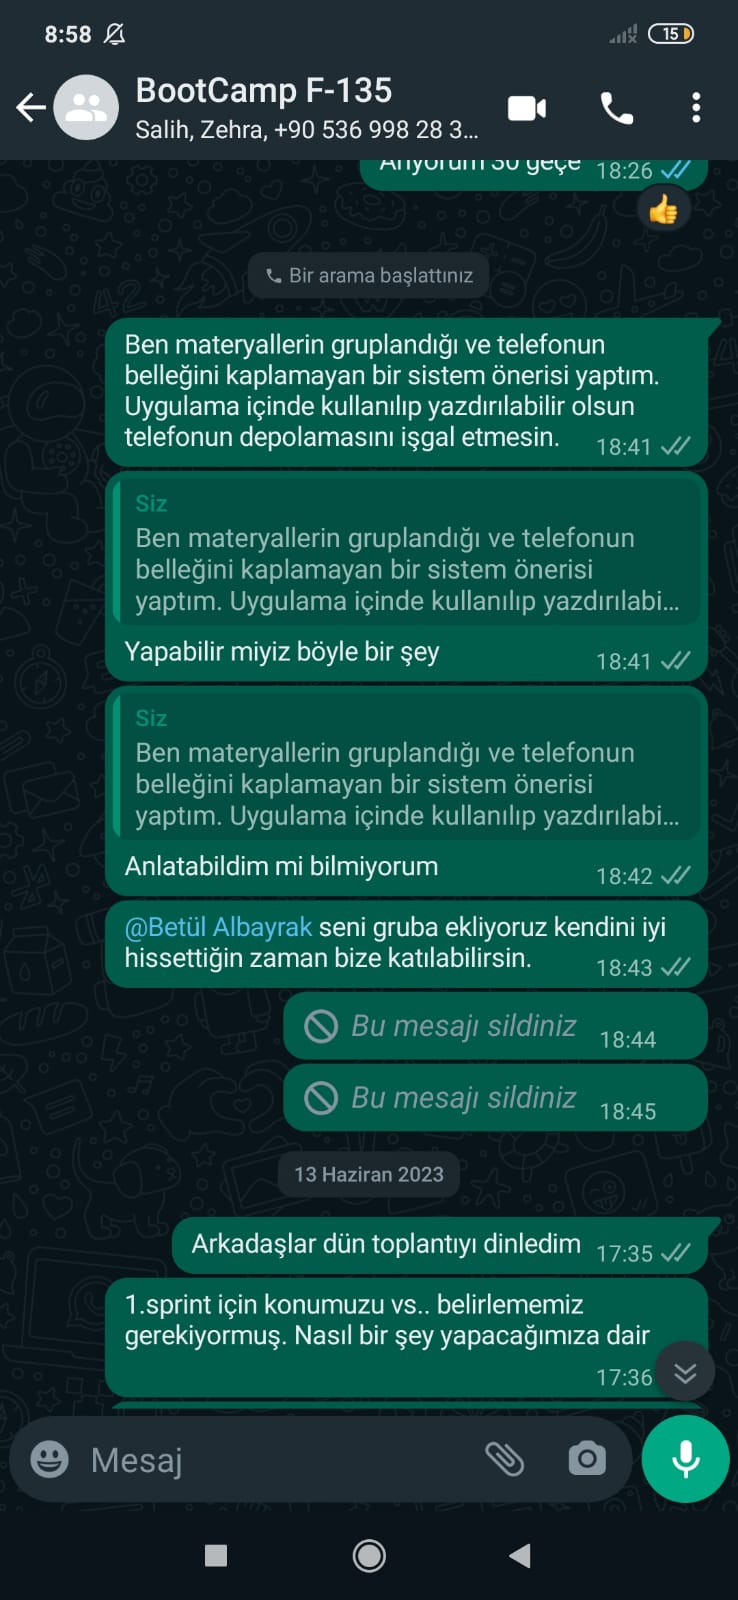 8:58
15
BootCamp F-135
Salih, Zehra, +90 536 998 28 3...
Arıyorum 30 geçe 18:26
Bir arama başlattınız
Ben materyallerin gruplandığı ve telefonun
belleğini kaplamayan bir sistem önerisi yaptım.
Uygulama içinde kullanılıp yazdırılabilir olsun
telefonun depolamasını işgal etmesin. 18:41
Siz
Ben materyallerin gruplandığı ve telefonun
belleğini kaplamayan bir sistem önerisi
yaptım. Uygulama içinde kullanılıp yazdırılabi...
Yapabilir miyiz böyle bir şey 18:41
Siz
Ben materyallerin gruplandığı ve telefonun
belleğini kaplamayan bir sistem önerisi
yaptım. Uygulama içinde kullanılıp yazdırılabi...
Anlatabildim mi bilmiyorum 18:42
@Betül Albayrak seni gruba ekliyoruz kendini iyi
hissettiğin zaman bize katılabilirsin. 18:43
Bu mesajı sildiniz 18:44
Bu mesajı sildiniz 18:45
13 Haziran 2023
Arkadaşlar dün toplantıyı dinledim 17:35
1.sprint için konumuzu vs.. belirlememiz
gerekiyormuş. Nasıl bir şey yapacağımıza dair
17:36
Mesaj